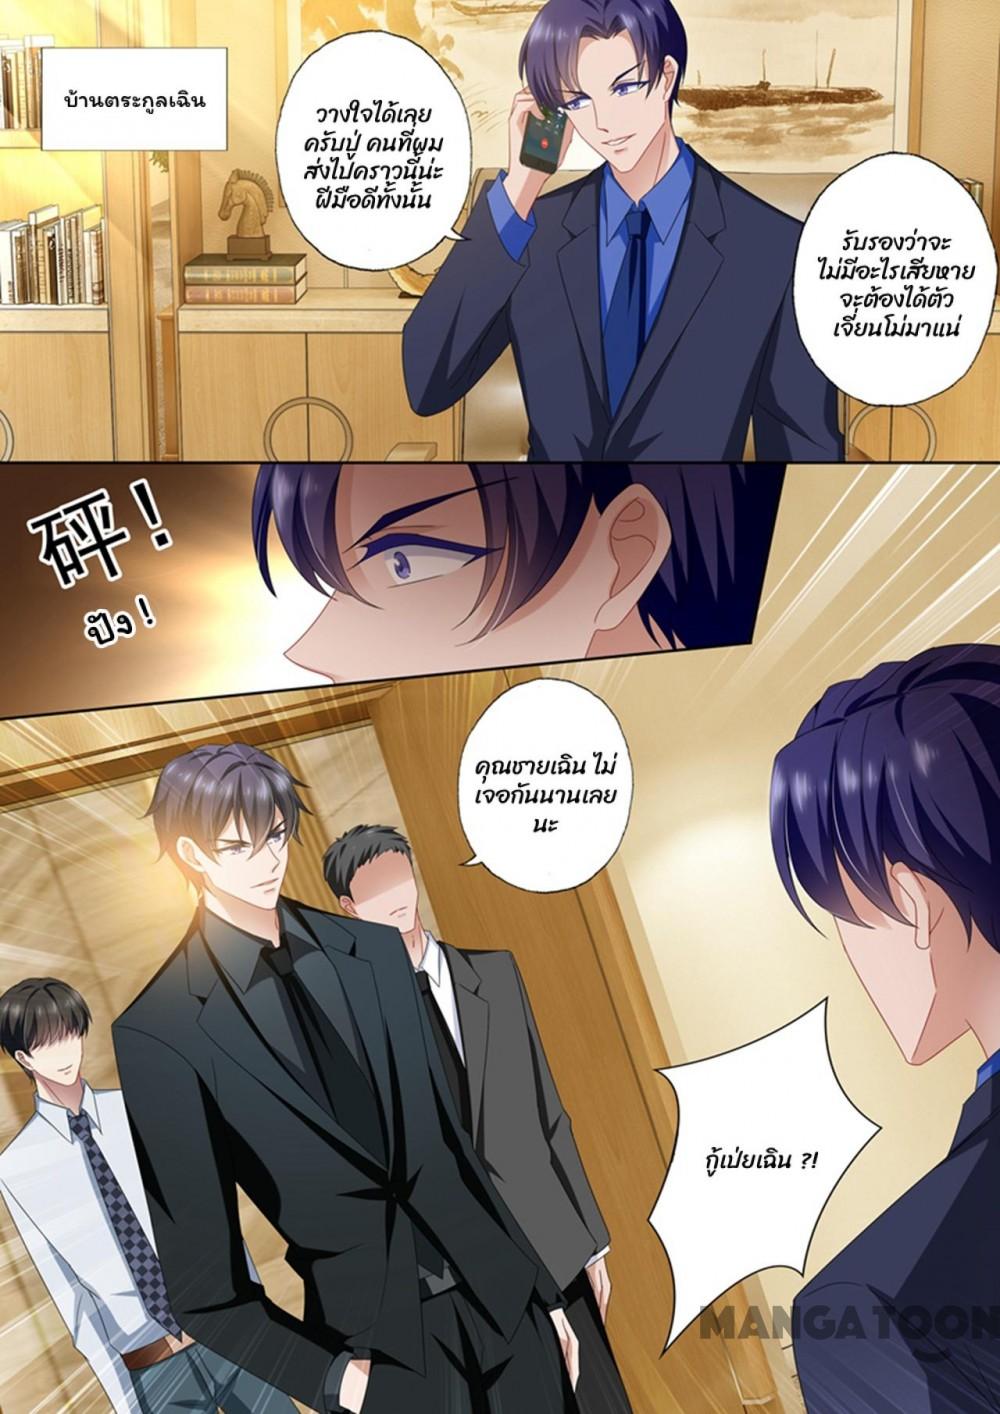 บ้านตระกูลเฉิน
วางใจได้เลย
ครับปู่ คนที่ผม
ส่งไปคราวนี้น่ะ
ฝีมือดีทั้งนั้น
รับรองว่าจะ
ไม่มีอะไรเสียหาย
จะต้องได้ตัว
เจี่ยนโม่มาแน่
砰！
ปัง!
คุณชายเฉิน ไม่
เจอกันนานเลย
นะ
กู้เป่ยเฉิน ?!
MANGATOON